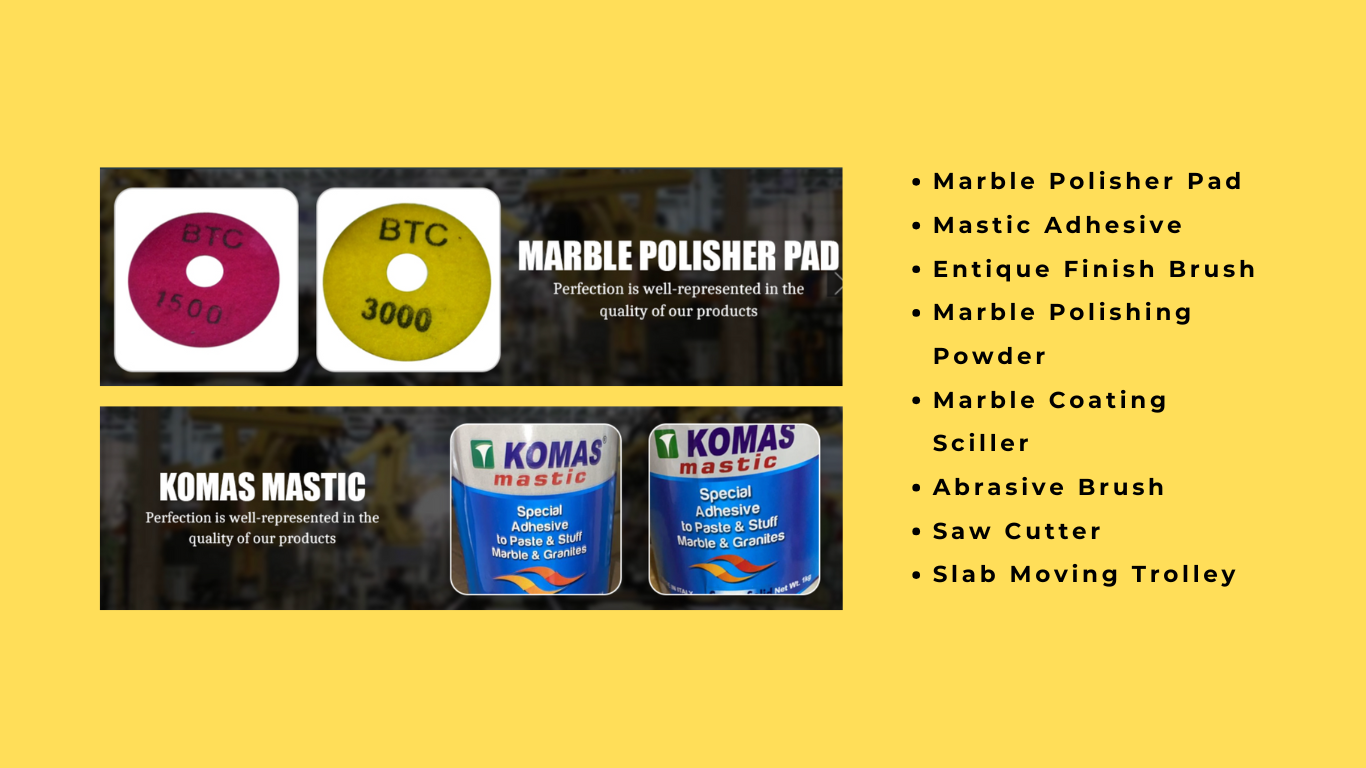 BTC
1500
BTC
3000
MARBLE POLISHER PAD
Perfection is well-represented in the
quality of our products
KOMAS MASTIC
Perfection is well-represented in the
quality of our products
KOMAS®
mastic
Special
Adhesive
to Paste & Stuff
Marble & Granites
KOMAS
mastic
Special
Adhesive
to Paste & Stuff
Marble & Granites
ITALY
Net Wt. 1kg
• Marble Polisher Pad
• Mastic Adhesive
• Entique Finish Brush
• Marble Polishing
Powder
• Marble Coating
Sciller
• Abrasive Brush
• Saw Cutter
• Slab Moving Trolley